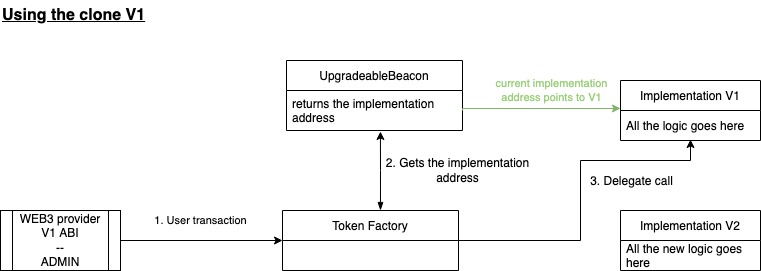 Using the clone V1
UpgradeableBeacon
returns the implementation
address
current implementation
address points to V1
Implementation V1
All the logic goes here
2. Gets the implementation
address
3. Delegate call
WEB3 provider
V1 ABI
--
ADMIN
1. User transaction
Token Factory
Implementation V2
All the new logic goes
here